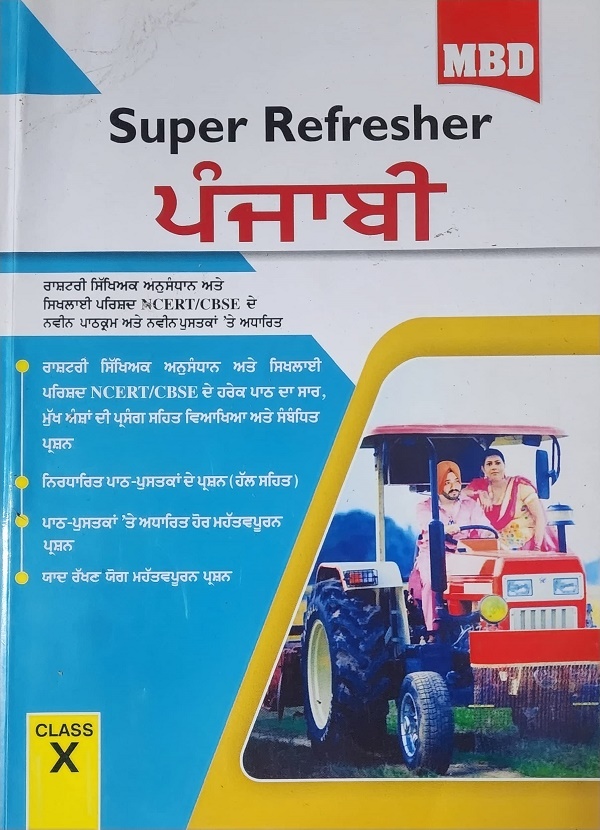 MBD
Super Refresher
ਪੰਜਾਬੀ
ਰਾਸ਼ਟਰੀ ਸਿੱਖਿਅਕ ਅਨੁਸੰਧਾਨ ਅਤੇ
ਸਿਖਲਾਈ ਪਰਿਸ਼ਦ NCERT/CBSE ਦੇ
ਨਵੀਨ ਪਾਠਕ੍ਰਮ ਅਤੇ ਨਵੀਨ ਪੁਸਤਕਾਂ ’ਤੇ ਅਧਾਰਿਤ
ਰਾਸ਼ਟਰੀ ਸਿੱਖਿਅਕ ਅਨੁਸੰਧਾਨ ਅਤੇ ਸਿਖਲਾਈ
ਪਰਿਸ਼ਦ NCERT/CBSE ਦੇ ਹਰੇਕ ਪਾਠ ਦਾ ਸਾਰ,
ਮੁੱਖ ਅੰਸ਼ਾਂ ਦੀ ਪ੍ਰਸੰਗ ਸਹਿਤ ਵਿਆਖਿਆ ਅਤੇ ਸੰਬੰਧਿਤ
ਪ੍ਰਸ਼ਨ
ਨਿਰਧਾਰਿਤ ਪਾਠ-ਪੁਸਤਕਾਂ ਦੇ ਪ੍ਰਸ਼ਨ (ਹੱਲ ਸਹਿਤ)
ਪਾਠ-ਪੁਸਤਕਾਂ ’ਤੇ ਅਧਾਰਿਤ ਹੋਰ ਮਹੱਤਵਪੂਰਨ
ਪ੍ਰਸ਼ਨ
ਯਾਦ ਰੱਖਣ ਯੋਗ ਮਹੱਤਵਪੂਰਨ ਪ੍ਰਸ਼ਨ
CLASS
X